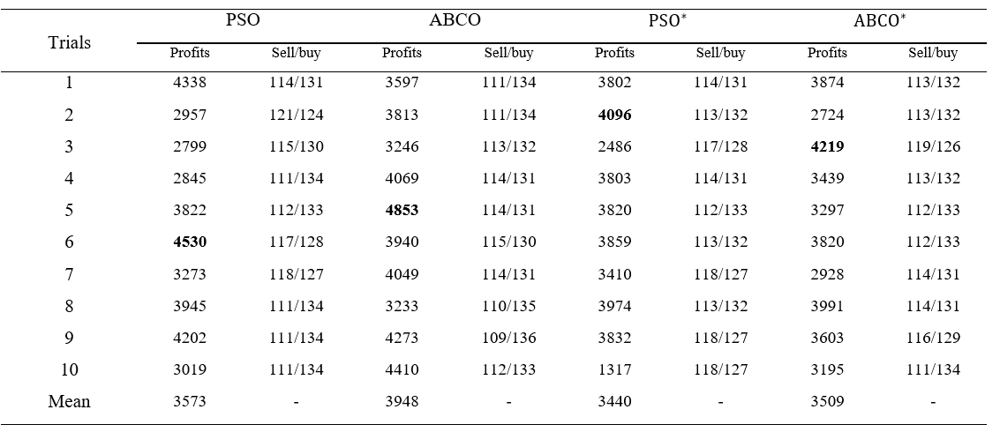 PSO ABCO PSO* ABCO*
Trials
Profits Sell/buy Profits Sell/buy Profits Sell/buy Profits Sell/buy
1 4338 114/131 3597 111/134 3802 114/131 3874 113/132
2 2957 121/124 3813 111/134 4096 113/132 2724 113/132
3 2799 115/130 3246 113/132 2486 117/128 4219 119/126
4 2845 111/134 4069 114/131 3803 114/131 3439 113/132
5 3822 112/133 4853 114/131 3820 112/133 3297 112/133
6 4530 117/128 3940 115/130 3859 113/132 3820 112/133
7 3273 118/127 4049 114/131 3410 118/127 2928 114/131
8 3945 111/134 3233 110/135 3974 113/132 3991 114/131
9 4202 111/134 4273 109/136 3832 118/127 3603 116/129
10 3019 111/134 4410 112/133 1317 118/127 3195 111/134
Mean 3573 - 3948 - 3440 - 3509 -